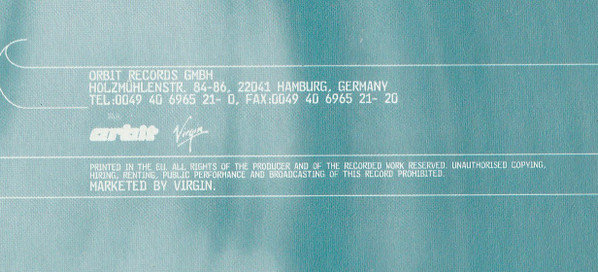 ORBIT RECORDS GMBH
HOLZMÜHLENSTR. 84-86, 22041 HAMBURG, GERMANY
TEL:0049 40 6965 21- 0, FAX:0049 40 6965 21- 20
orbit Virgin
PRINTED IN THE EU. ALL RIGHTS OF THE PRODUCER AND OF THE RECORDED WORK RESERVED. UNAUTHORISED COPYING,
HIRING, RENTING, PUBLIC PERFORMANCE AND BROADCASTING OF THIS RECORD PROHIBITED.
MARKETED BY VIRGIN.